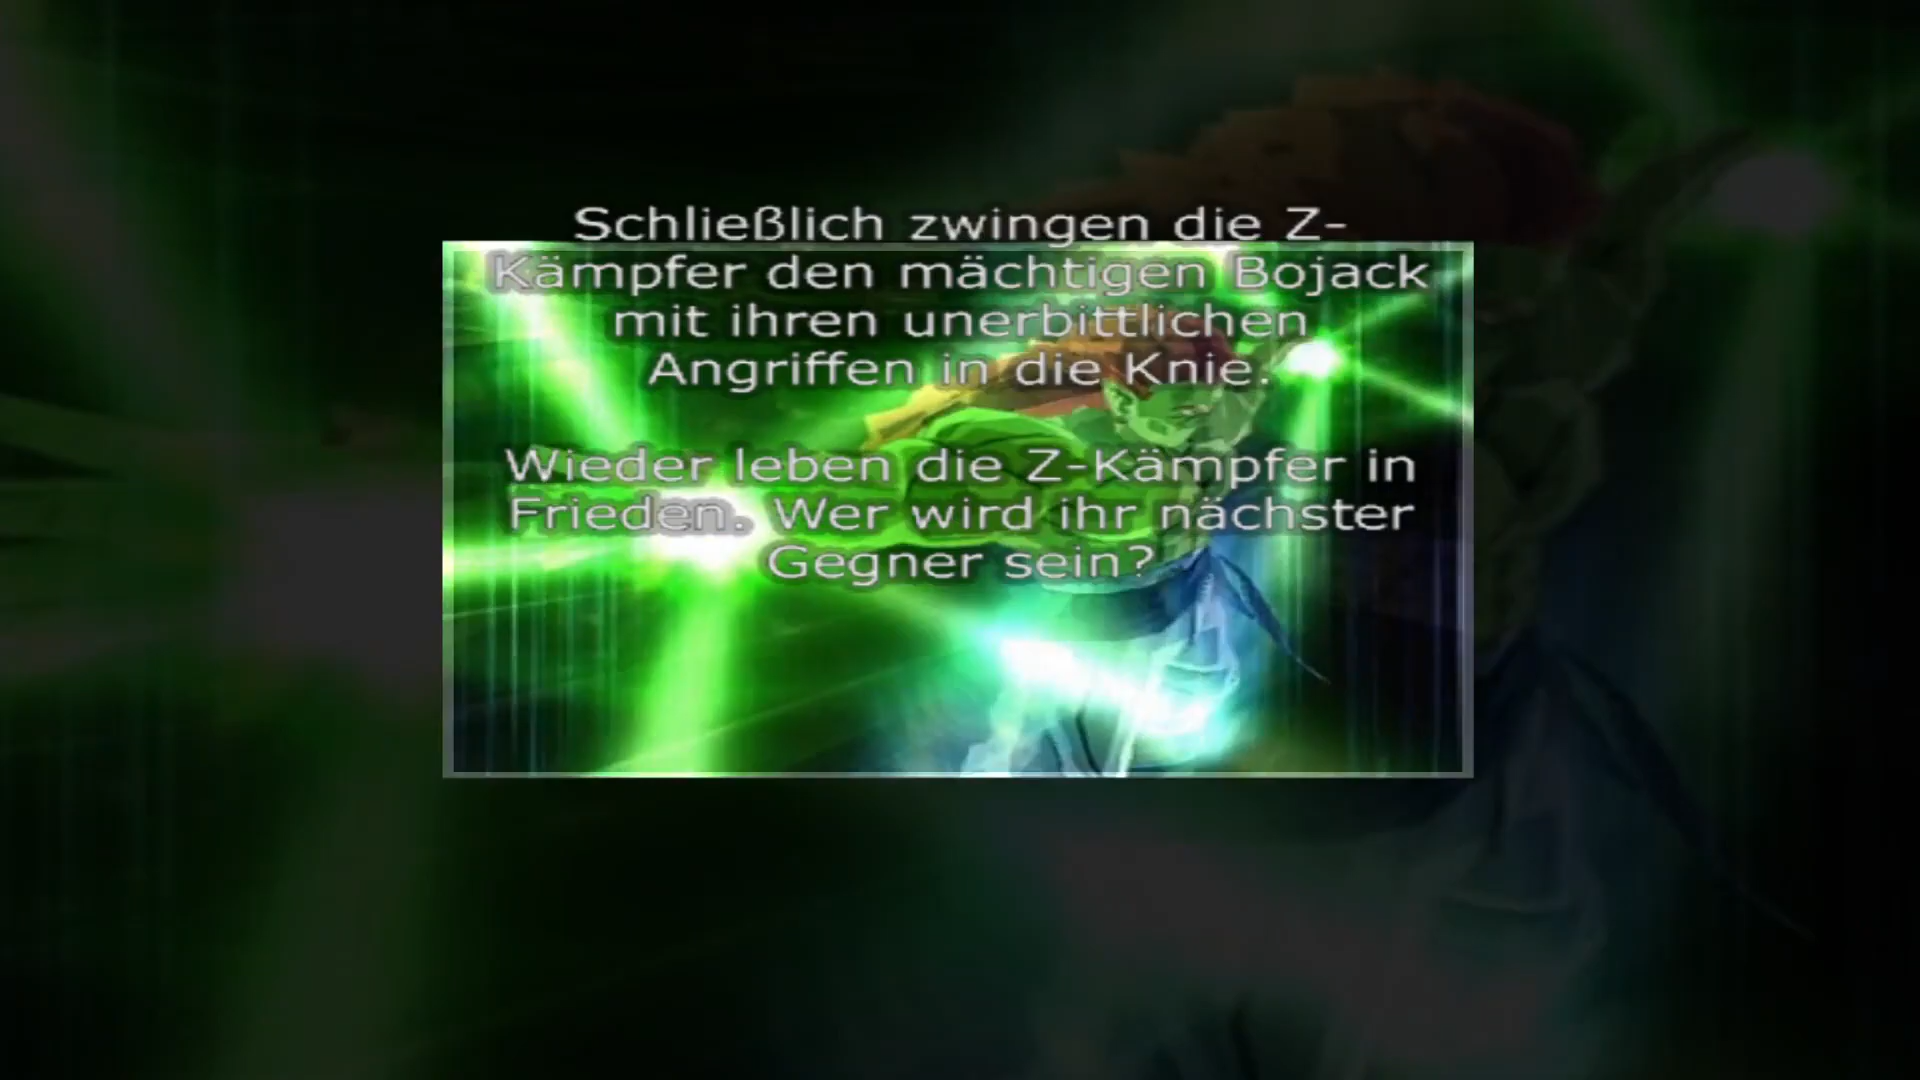 Schließlich zwingen die Z-
Kämpfer den mächtigen Bojack
mit ihren unerbittlichen
Angriffen in die Knie.
Wieder leben die Z-Kämpfer in
Frieden. Wer wird ihr nächster
Gegner sein?